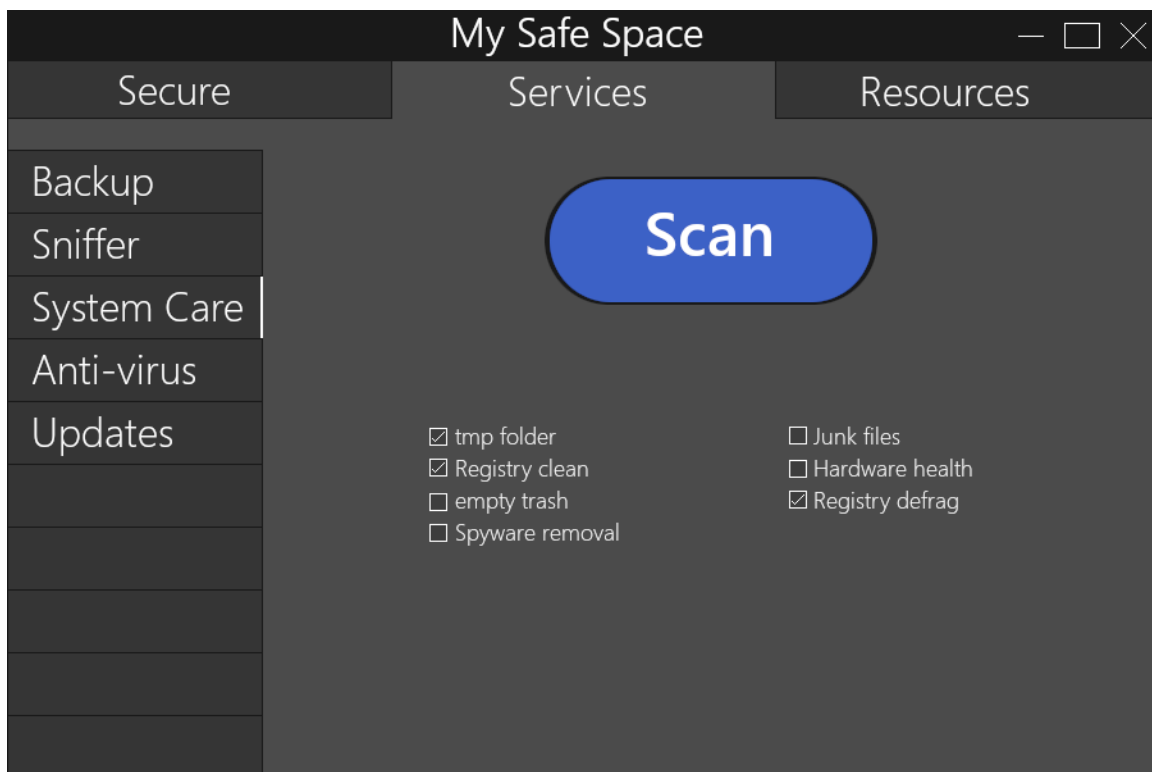 My Safe Space
Secure Services Resources
Backup
Sniffer
System Care
Anti-virus
Updates
Scan
tmp folder
Registry clean
empty trash
Spyware removal
Junk files
Hardware health
Registry defrag